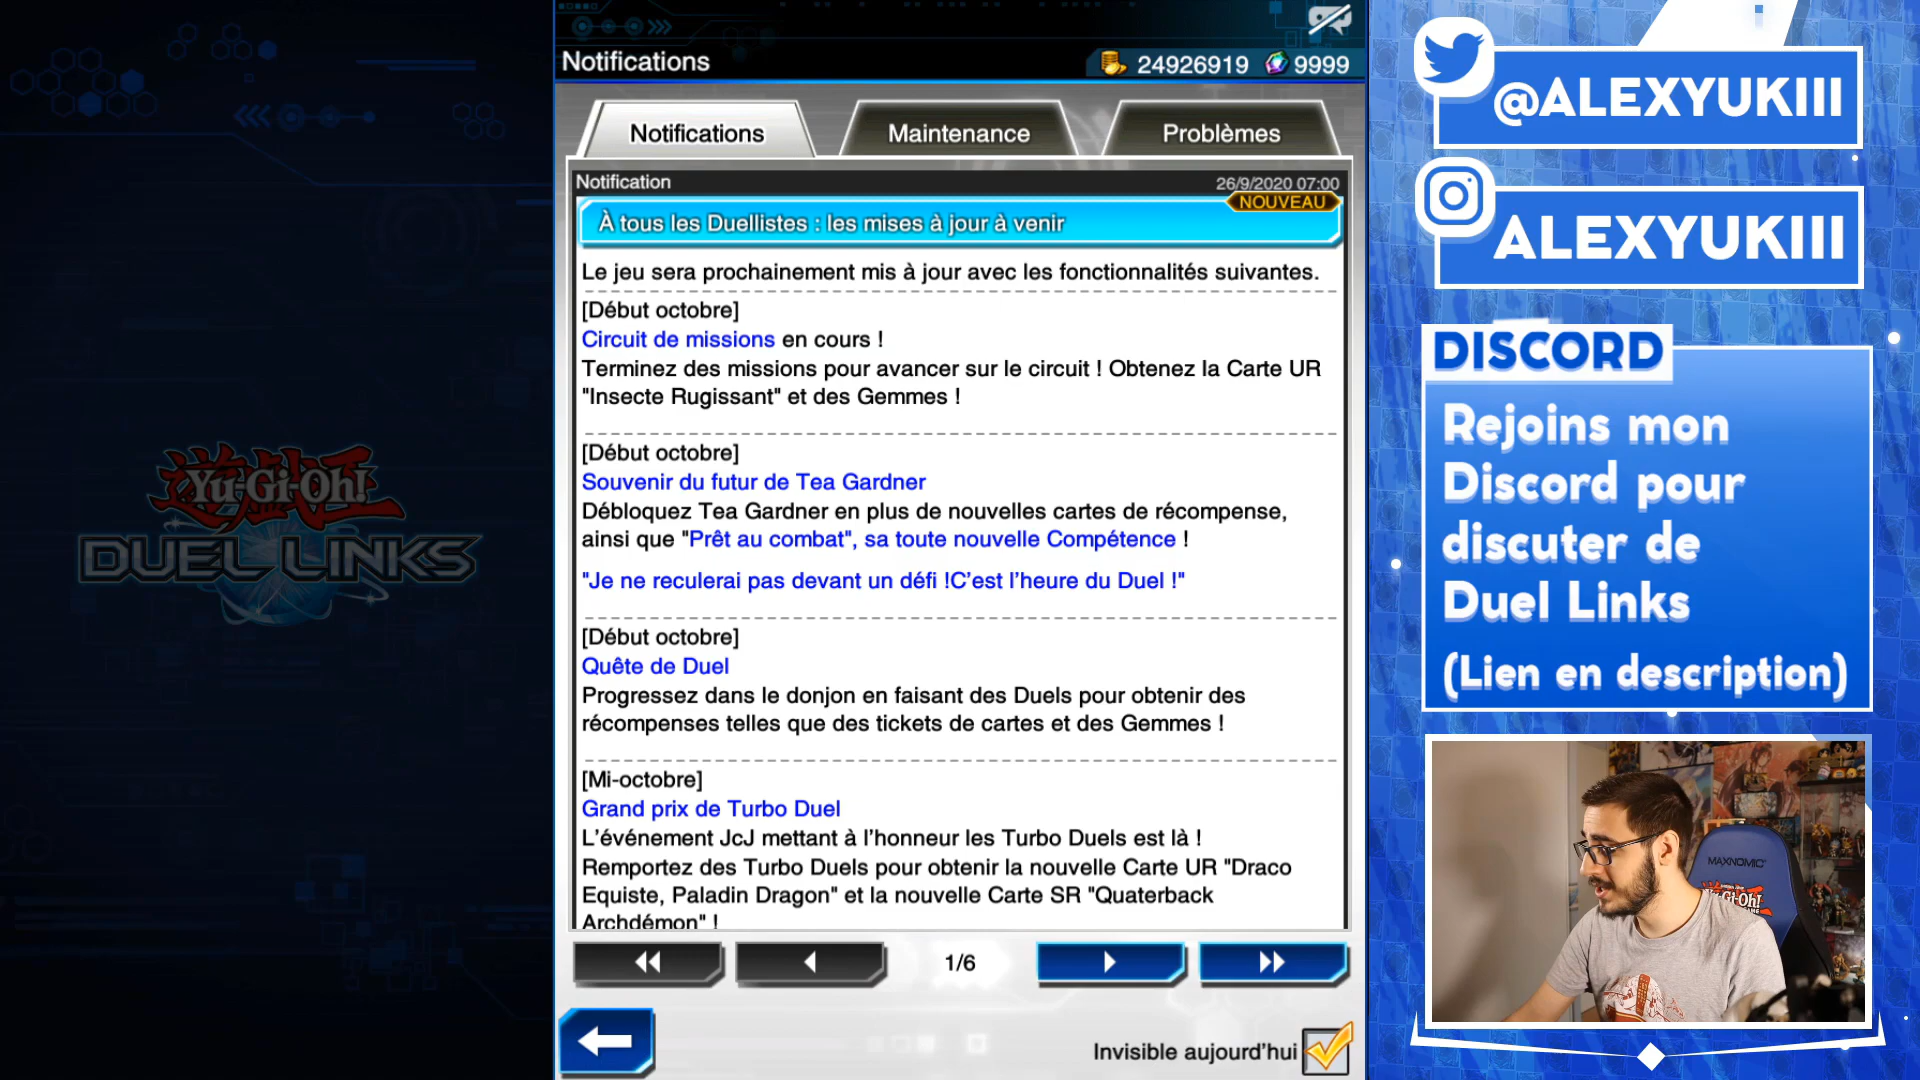 Notifications
24926919
9999
Notifications
Maintenance
Problèmes
Notification
26/9/2020 07:00
NOUVEAU
À tous les Duellistes : les mises à jour à venir
Le jeu sera prochainement mis à jour avec les fonctionnalités suivantes.
[Début octobre]
Circuit de missions en cours !
Terminez des missions pour avancer sur le circuit ! Obtenez la Carte UR
"Insecte Rugissant" et des Gemmes !
[Début octobre]
Souvenir du futur de Tea Gardner
Débloquez Tea Gardner en plus de nouvelles cartes de récompense,
ainsi que "Prêt au combat", sa toute nouvelle Compétence !
"Je ne reculerai pas devant un défi !C'est l'heure du Duel !"
[Début octobre]
Quête de Duel
Progressez dans le donjon en faisant des Duels pour obtenir des
récompenses telles que des tickets de cartes et des Gemmes !
[Mi-octobre]
Grand prix de Turbo Duel
L'événement JcJ mettant à l'honneur les Turbo Duels est là !
Remportez des Turbo Duels pour obtenir la nouvelle Carte UR "Draco
Equiste, Paladin Dragon" et la nouvelle Carte SR "Quaterback
Archdémon" !
1/6
Invisible aujourd'hui
遊戯王
Yu-Gi-Oh!
DUEL LINKS
@ALEXYUKIII
ALEXYUKIII
DISCORD
Rejoins mon
Discord pour
discuter de
Duel Links
(Lien en description)
MAXNOMIC
Yu-Gi-Oh!